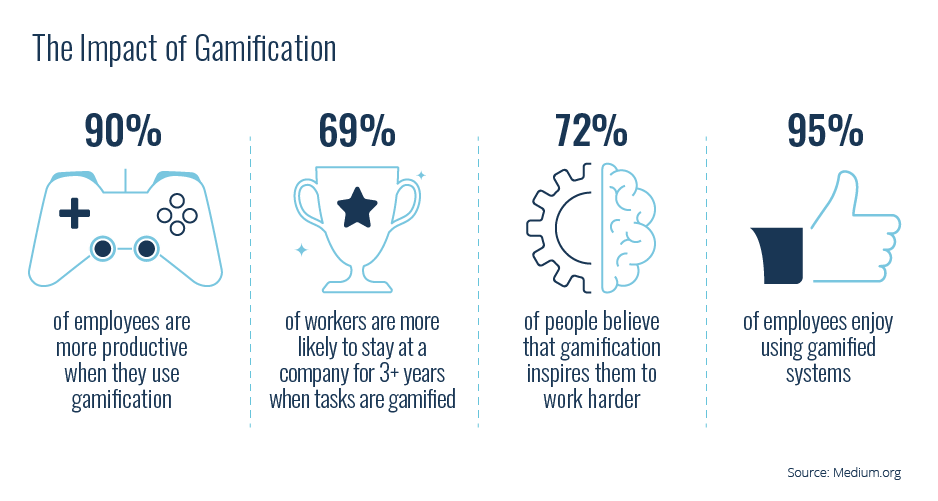 The Impact of Gamification
90%
of employees are
more productive
when they use
gamification
69%
of workers are more
likely to stay at a
company for 3+ years
when tasks are gamified
72%
of people believe
that gamification
inspires them to
work harder
95%
of employees enjoy
using gamified
systems
Source: Medium.org